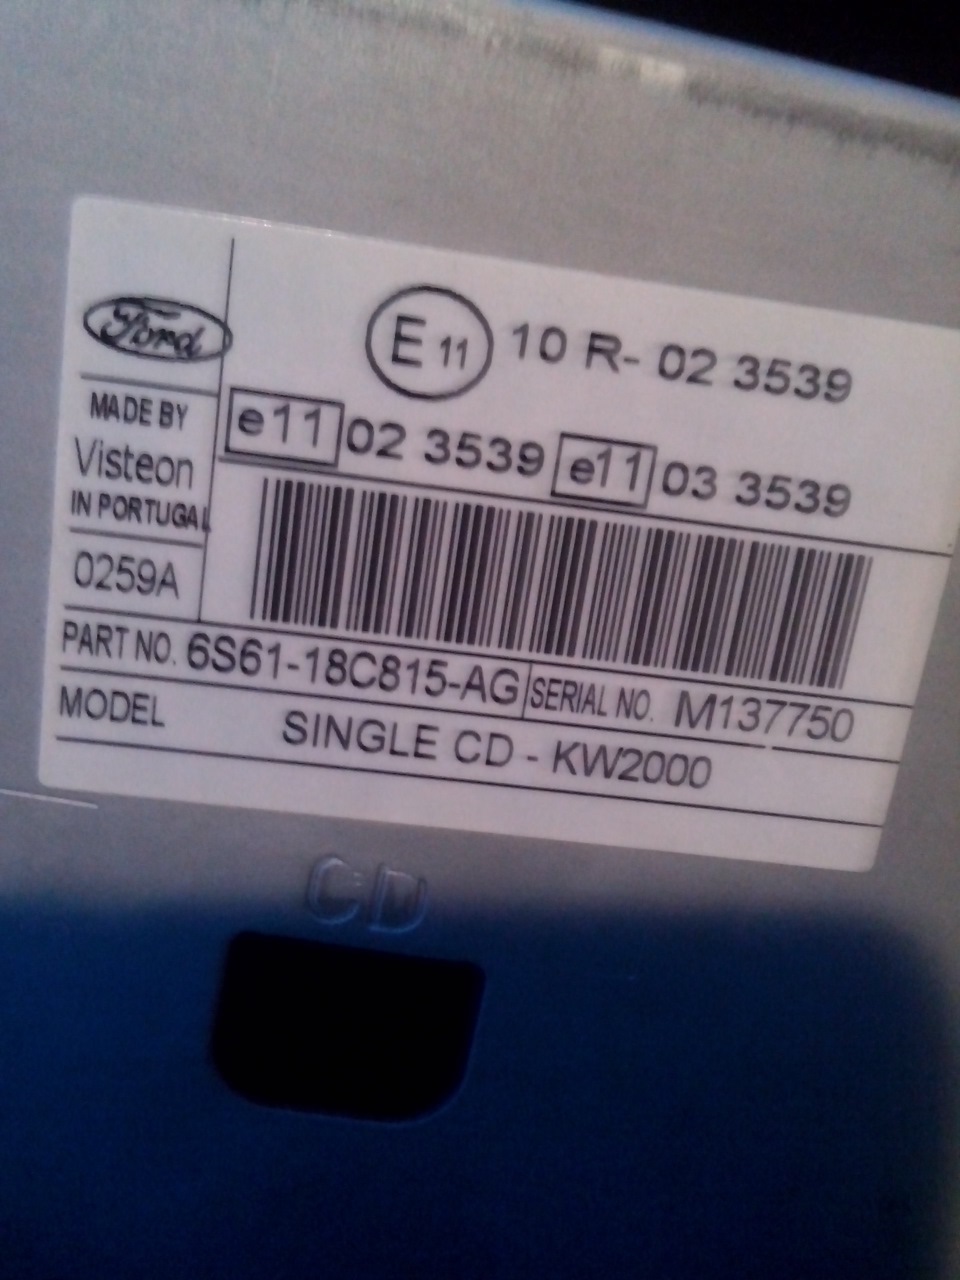 Ford
E 11 10 R- 02 3539
MADE BY
Visteon
IN PORTUGAL
e11 02 3539 e11 03 3539
0259A
PART NO. 6S61-18C815-AG SERIAL NO. M137750
MODEL SINGLE CD - KW2000
CD